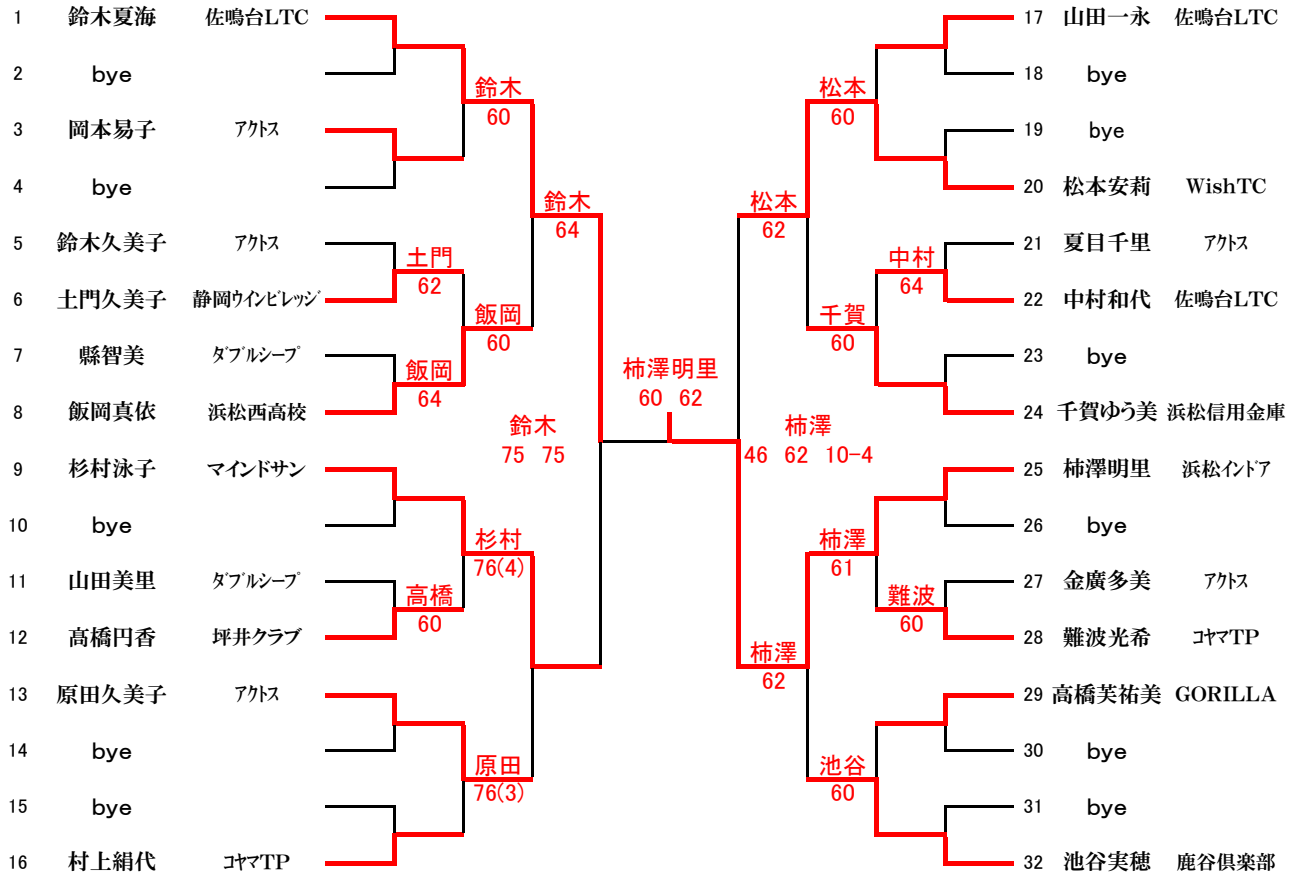 1 鈴木夏海 佐鳴台LTC
2 bye
3 岡本易子 アクトス
4 bye
5 鈴木久美子 アクトス
6 土門久美子 静岡ウインビレッジ
7 縣智美 ダブルシープ
8 飯岡真依 浜松西高校
9 杉村泳子 マインドサン
10 bye
11 山田美里 ダブルシープ
12 高橋円香 坪井クラブ
13 原田久美子 アクトス
14 bye
15 bye
16 村上絹代 コヤマTP
土門
62
飯岡
64
高橋
60
鈴木
60
飯岡
60
杉村
76(4)
原田
76(3)
鈴木
64
鈴木
75 75
柿澤明里
60 62
柿澤
46 62 10-4
松本
62
柿澤
62
松本
60
千賀
60
柿澤
61
池谷
60
中村
64
難波
60
17 山田一永 佐鳴台LTC
18 bye
19 bye
20 松本安莉 WishTC
21 夏目千里 アクトス
22 中村和代 佐鳴台LTC
23 bye
24 千賀ゆう美 浜松信用金庫
25 柿澤明里 浜松インドア
26 bye
27 金廣多美 アクトス
28 難波光希 コヤマTP
29 高橋芙祐美 GORILLA
30 bye
31 bye
32 池谷実穂 鹿谷倶楽部